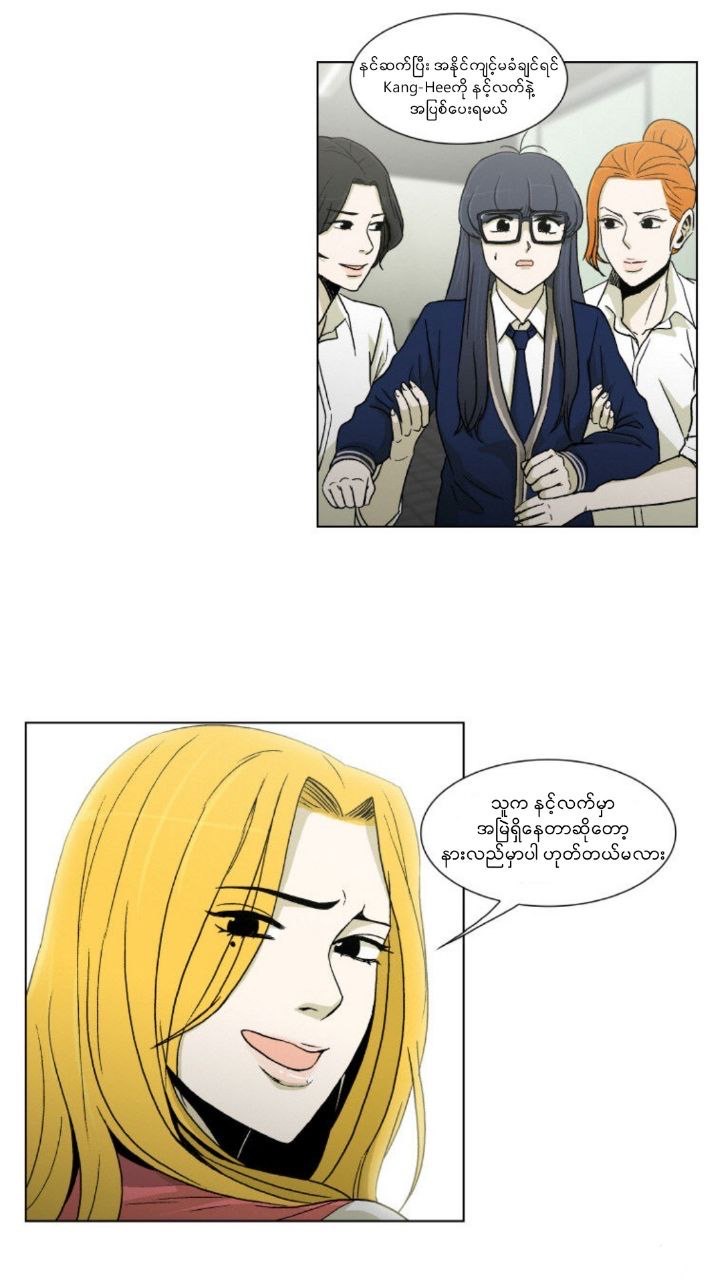 နင်ဆက်ပြီး အနိုင်ကျင့်မခံချင်ရင်
Kang-Heeကို နင့်လက်နဲ့
အပြစ်ပေးရမယ်
သူက နင့်လက်မှာ
အမြဲရှိနေတာဆိုတော့
နားလည်မှာပါ ဟုတ်တယ်မလား